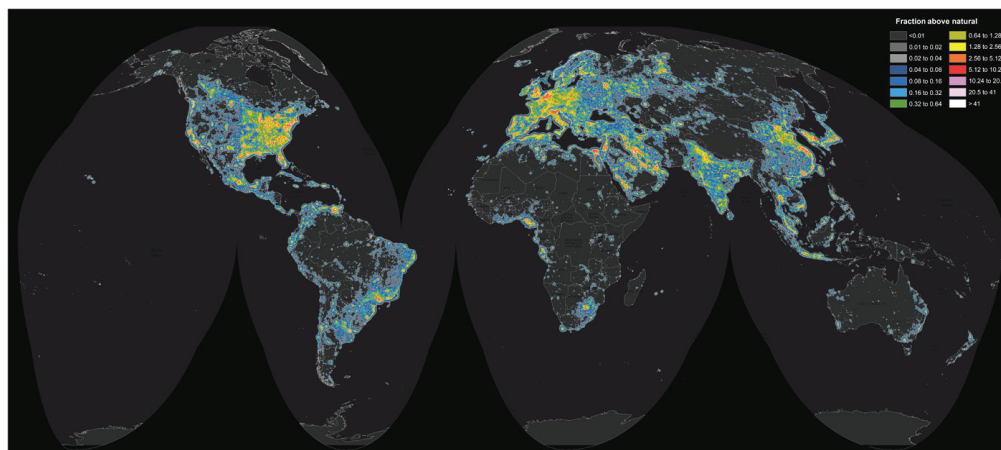 Fraction above natural
<0.01
0.01 to 0.02
0.02 to 0.04
0.04 to 0.08
0.08 to 0.16
0.16 to 0.32
0.32 to 0.64
0.64 to 1.28
1.28 to 2.56
2.56 to 5.12
5.12 to 10.2
10.24 to 20.
20.5 to 41
> 41